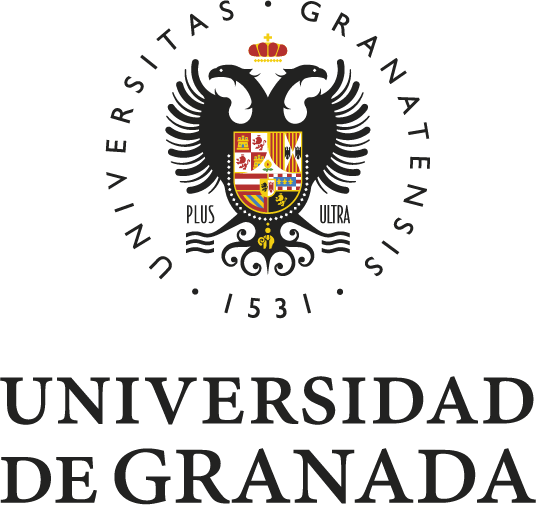 UNIVERSITAS · GRANATENSIS
PLUS ULTRA
· 1531 ·
UNIVERSIDAD
DE GRANADA